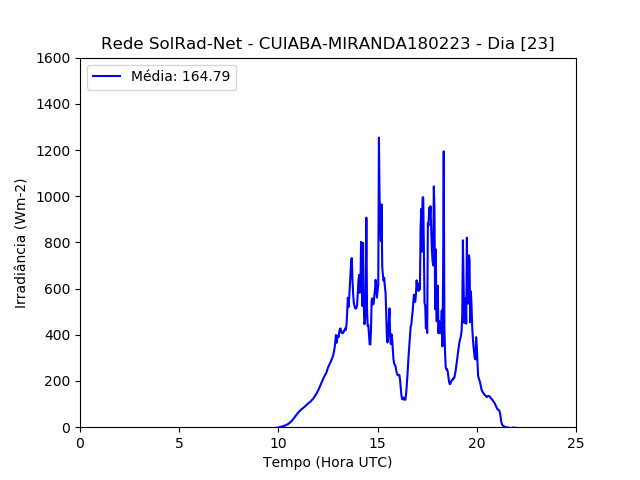 Rede SolRad-Net - CUIABA-MIRANDA180223 - Dia [23]
Média: 164.79
Irradiância (Wm-2)
1600
1400
1200
1000
800
600
400
200
0
0 5 10 15 20 25
Tempo (Hora UTC)